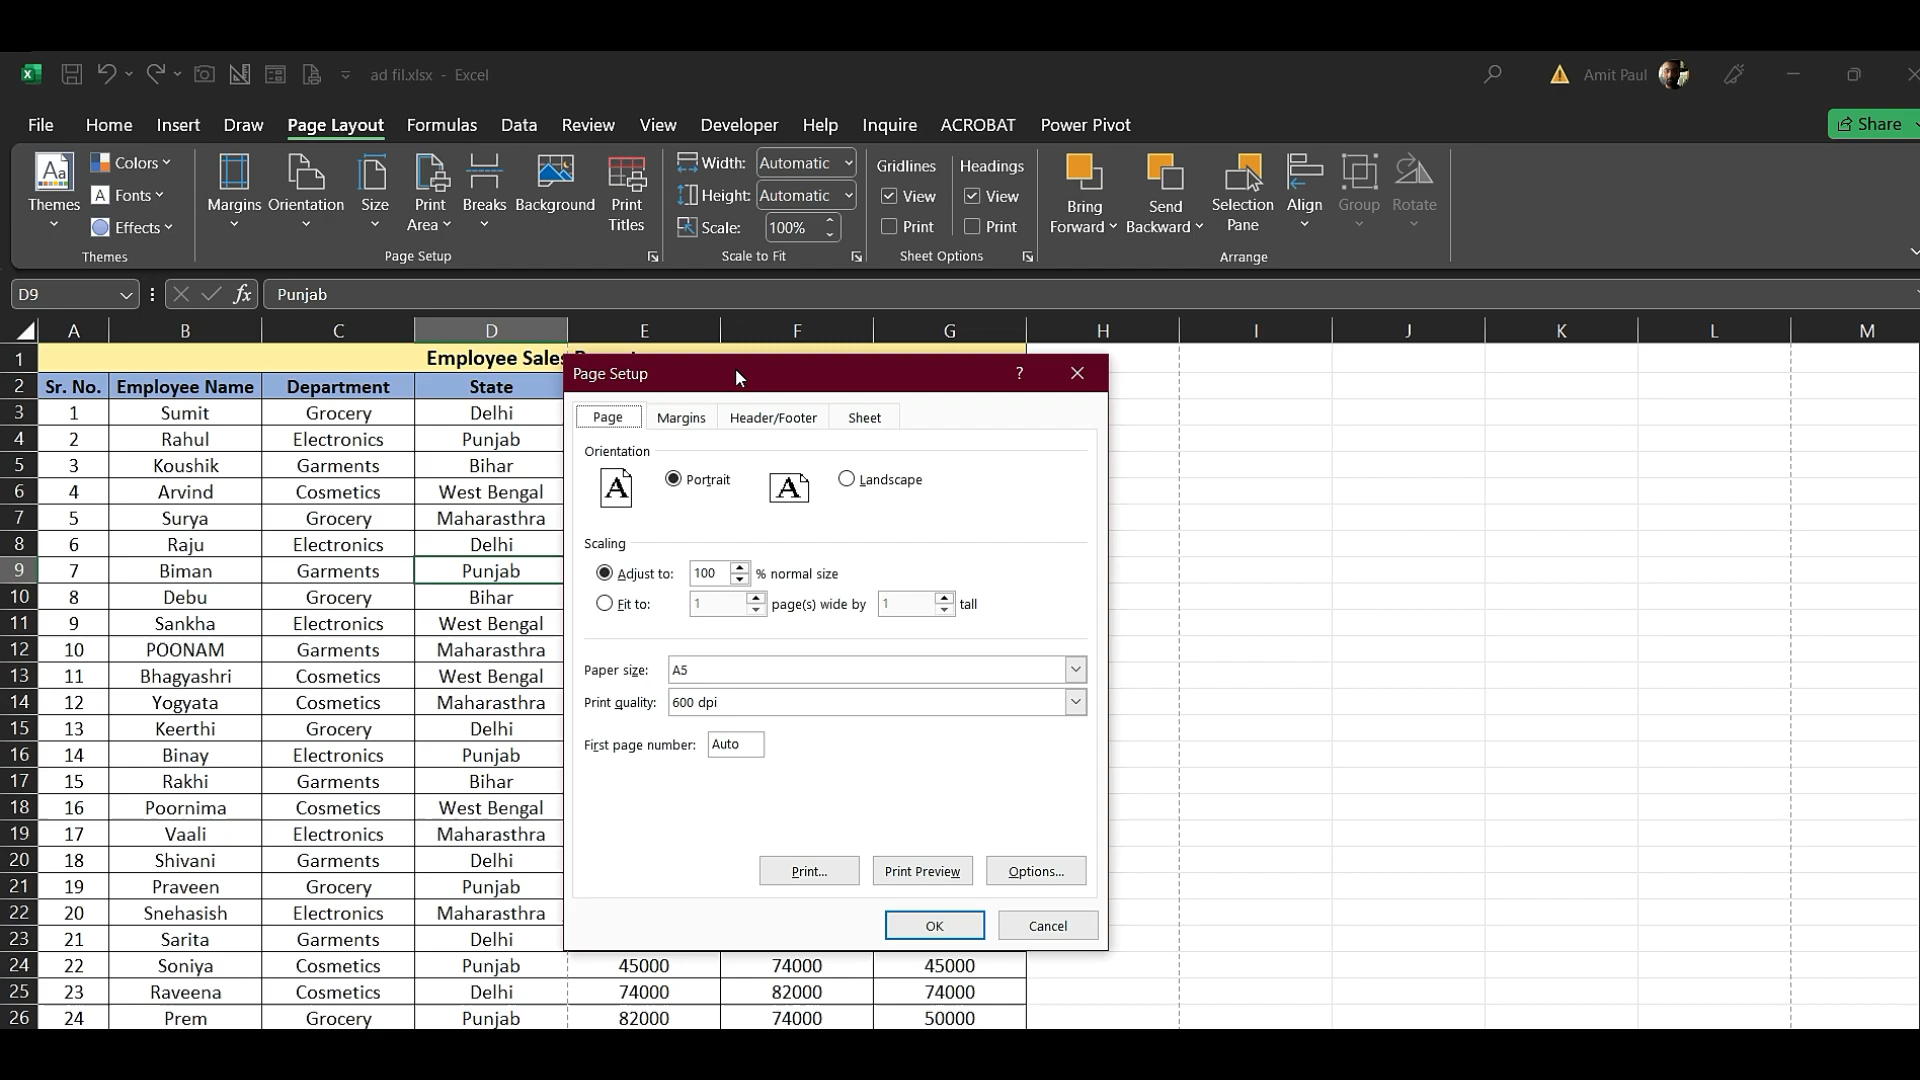 ad fil.xlsx - Excel
Amit Paul
File Home Insert Draw Page Layout Formulas Data Review View Developer Help Inquire ACROBAT Power Pivot
Share
Aa Themes
Colors
A Fonts
Effects
Themes
Margins Orientation Size Print Area Breaks Background Print Titles
Page Setup
Width: Automatic
Height: Automatic
Scale: 100%
Scale to Fit
Gridlines
View
Print
Headings
View
Print
Sheet Options
Bring Forward Send Backward Selection Pane Align Group Rotate
Arrange
D9 fx Punjab
A B C D E F G H I J K L M
1 Employee Sales
2 Sr. No. Employee Name Department State
3 1 Sumit Grocery Delhi
4 2 Rahul Electronics Punjab
5 3 Koushik Garments Bihar
6 4 Arvind Cosmetics West Bengal
7 5 Surya Grocery Maharasthra
8 6 Raju Electronics Delhi
9 7 Biman Garments Punjab
10 8 Debu Grocery Bihar
11 9 Sankha Electronics West Bengal
12 10 POONAM Garments Maharasthra
13 11 Bhagyashri Cosmetics West Bengal
14 12 Yogyata Cosmetics Maharasthra
15 13 Keerthi Grocery Delhi
16 14 Binay Electronics Punjab
17 15 Rakhi Garments Bihar
18 16 Poornima Cosmetics West Bengal
19 17 Vaali Electronics Maharasthra
20 18 Shivani Garments Delhi
21 19 Praveen Grocery Punjab
22 20 Snehasish Electronics Maharasthra
23 21 Sarita Garments Delhi
24 22 Soniya Cosmetics Punjab 45000 74000 45000
25 23 Raveena Cosmetics Delhi 74000 82000 74000
26 24 Prem Grocery Punjab 82000 74000 50000
Page Setup ?
Page Margins Header/Footer Sheet
Orientation
A Portrait A Landscape
Scaling
Adjust to: 100 % normal size
Fit to: 1 page(s) wide by 1 tall
Paper size: A5
Print quality: 600 dpi
First page number: Auto
Print... Print Preview Options...
OK Cancel